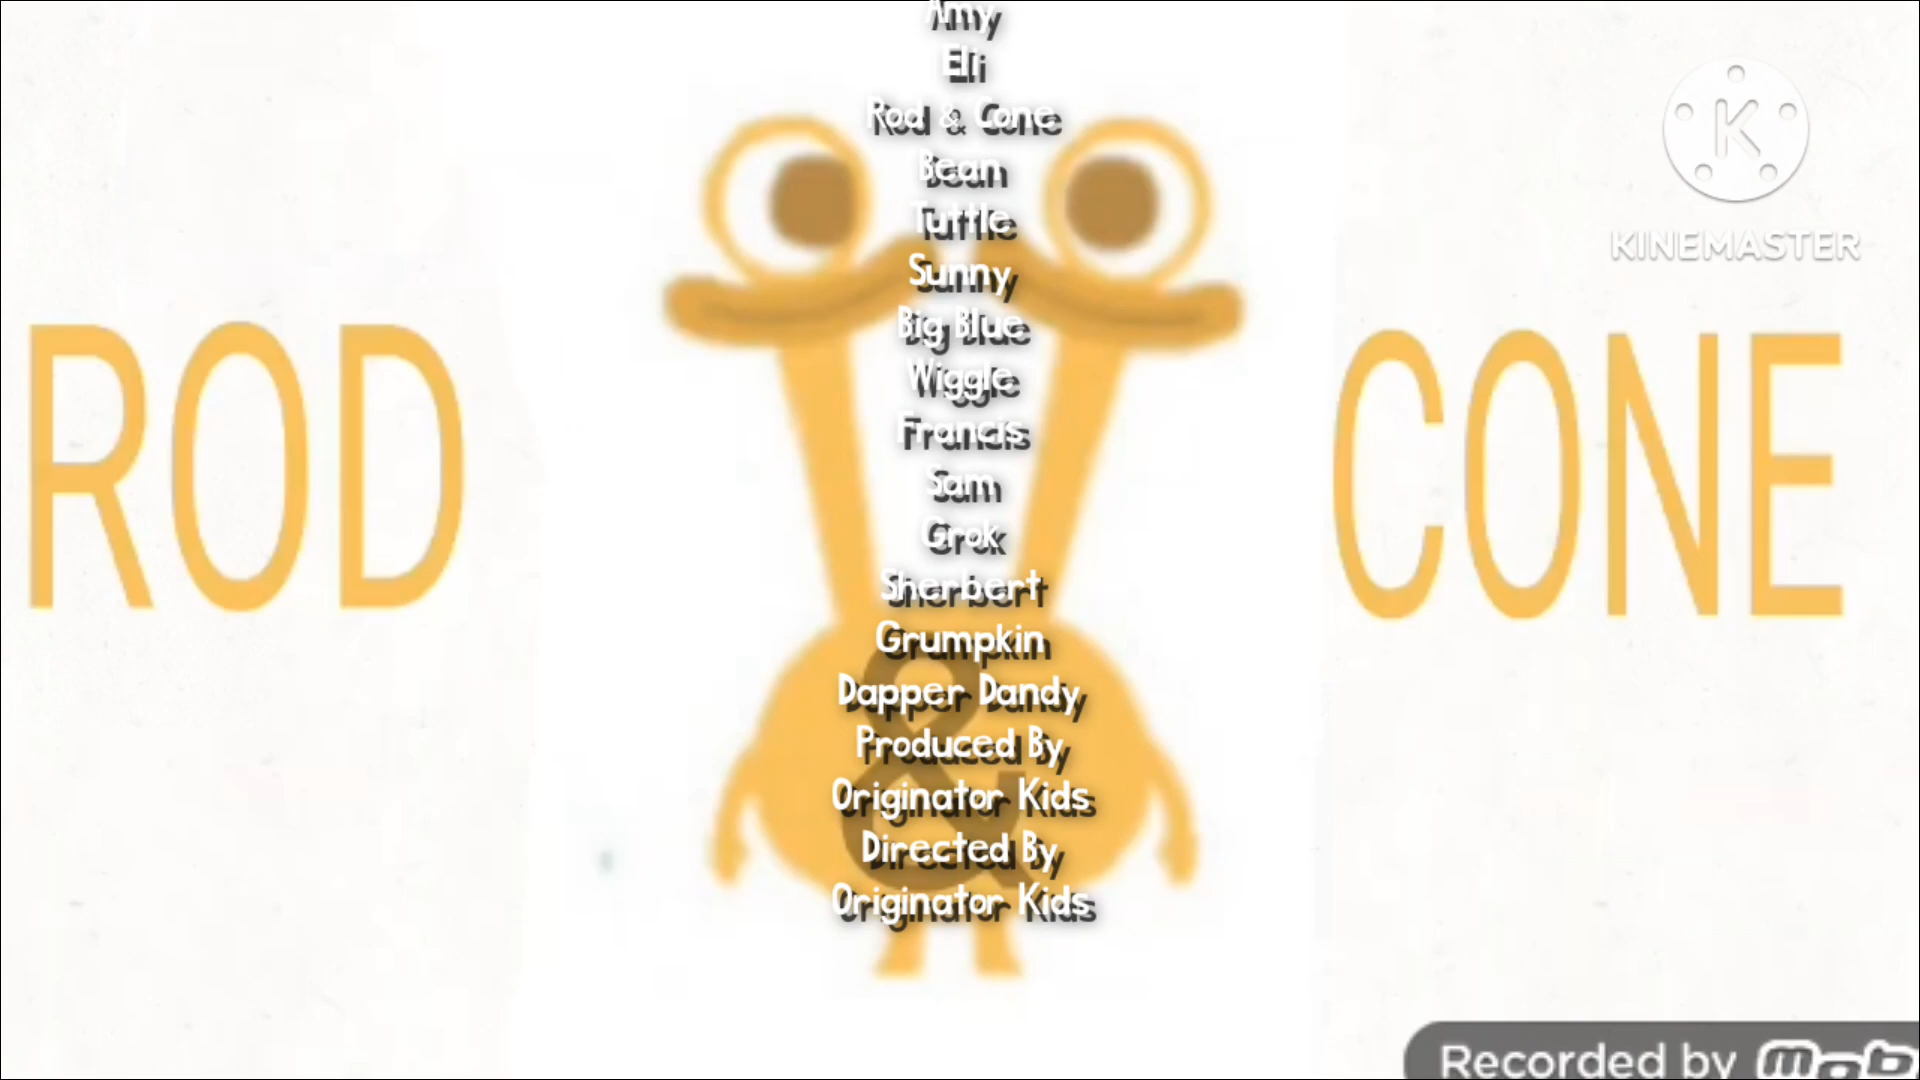 Amy
Eli
Rod & Cone
Bean
Tuttle
Sunny
Big Blue
Wiggle
Francis
Sam
Grok
Sherbert
Grumpkin
Dapper Dandy
Produced By
Originator Kids
Directed By
Originator Kids
ROD
&
CONE
K
KINEMASTER
Recorded by